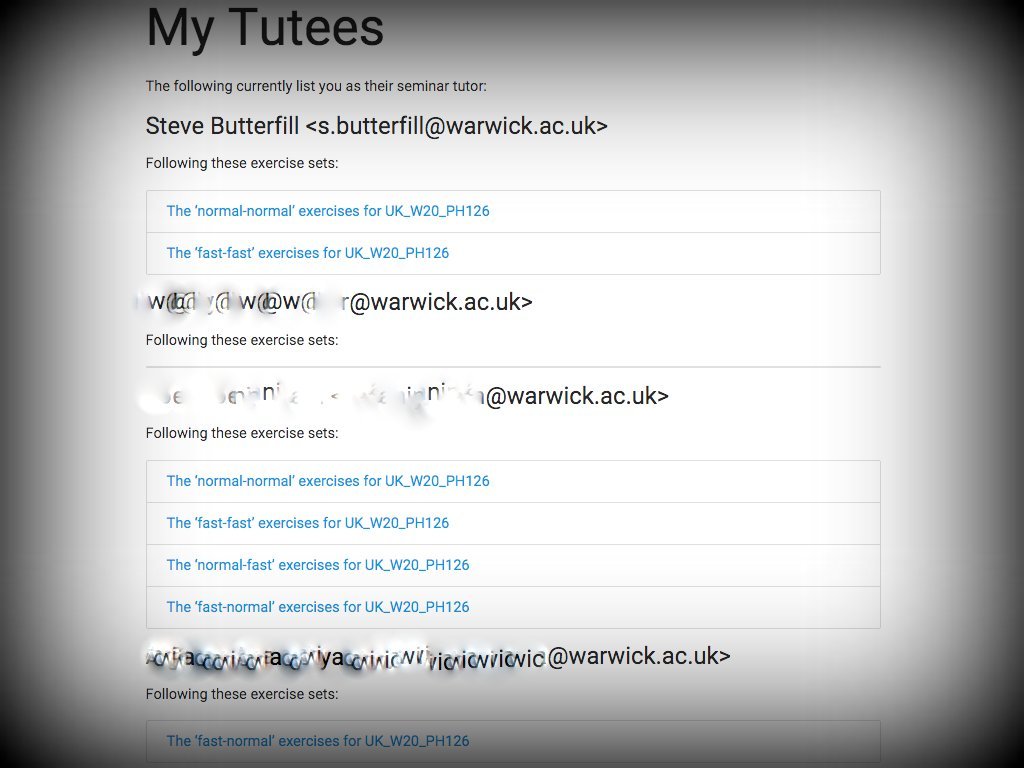 My Tutees
The following currently list you as their seminar tutor:
Steve Butterfill <s.butterfill@warwick.ac.uk>
Following these exercise sets:
The ‘normal-normal’ exercises for UK_W20_PH126
The ‘fast-fast’ exercises for UK_W20_PH126
@warwick.ac.uk>
Following these exercise sets:
@warwick.ac.uk>
Following these exercise sets:
The ‘normal-normal’ exercises for UK_W20_PH126
The ‘fast-fast’ exercises for UK_W20_PH126
The ‘normal-fast’ exercises for UK_W20_PH126
The ‘fast-normal’ exercises for UK_W20_PH126
@warwick.ac.uk>
Following these exercise sets:
The ‘fast-normal’ exercises for UK_W20_PH126